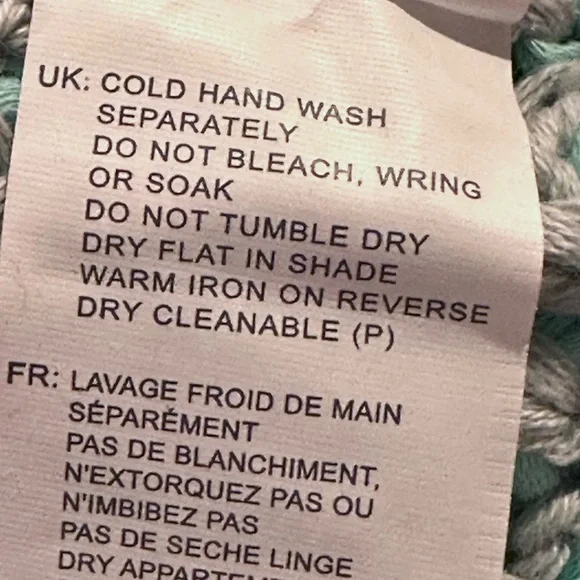 UK: COLD HAND WASH
SEPARATELY
DO NOT BLEACH, WRING
OR SOAK
DO NOT TUMBLE DRY
DRY FLAT IN SHADE
WARM IRON ON REVERSE
DRY CLEANABLE (P)
FR: LAVAGE FROID DE MAIN
SÉPARÉMENT
PAS DE BLANCHIMENT,
N'EXTORQUEZ PAS OU
N'IMBIBEZ PAS
PAS DE SECHE LINGE
DRY